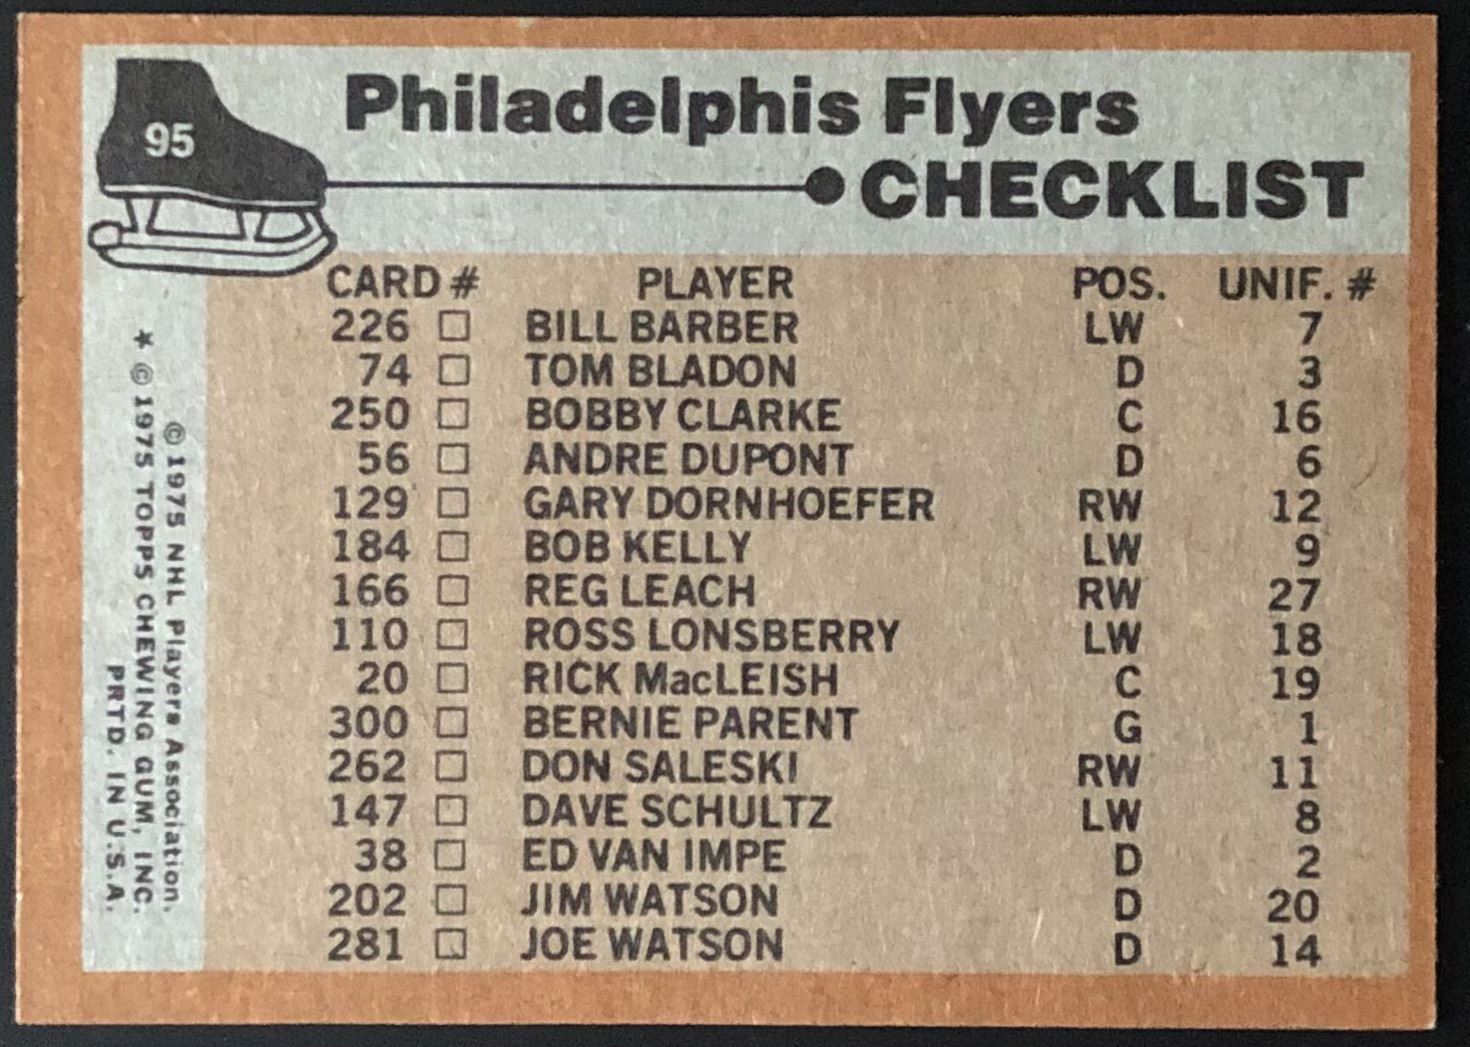 95
Philadelphis Flyers
CHECKLIST
CARD # PLAYER POS. UNIF. #
226 □ BILL BARBER LW 7
74 □ TOM BLADON D 3
250 □ BOBBY CLARKE C 16
56 □ ANDRE DUPONT D 6
129 □ GARY DORNHOEFER RW 12
184 □ BOB KELLY LW 9
166 □ REG LEACH RW 27
110 □ ROSS LONSBERRY LW 18
20 □ RICK MacLEISH C 19
300 □ BERNIE PARENT G 1
262 □ DON SALESKI RW 11
147 □ DAVE SCHULTZ LW 8
38 □ ED VAN IMPE D 2
202 □ JIM WATSON D 20
281 □ JOE WATSON D 14
© 1975 NHL Players Association.
★ © 1975 TOPPS CHEWING GUM, INC.
PRTD. IN U.S.A.